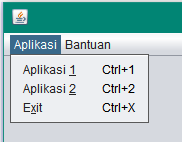 Aplikasi Bantuan
Aplikasi 1 Ctrl+1
Aplikasi 2 Ctrl+2
Exit Ctrl+X